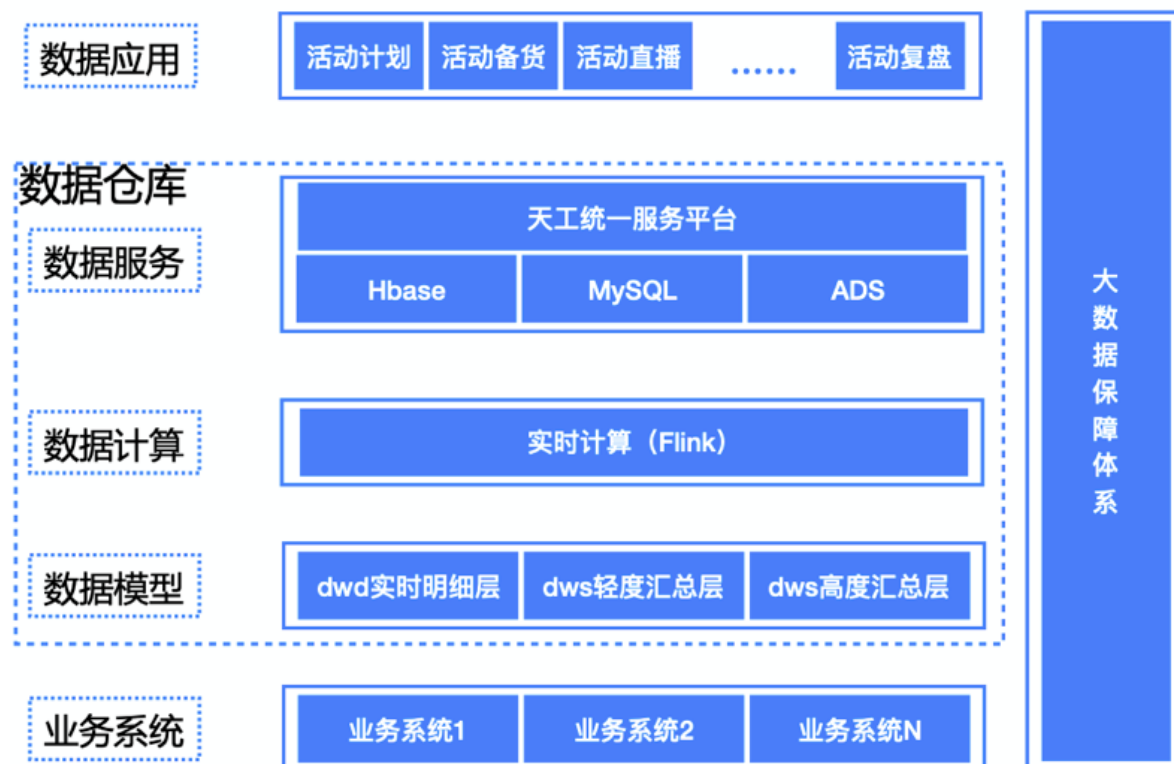 数据应用
活动计划 活动备货 活动直播 …… 活动复盘
数据仓库
数据服务
天工统一服务平台
Hbase MySQL ADS
数据计算
实时计算（Flink）
数据模型
dwd实时明细层 dws轻度汇总层 dws高度汇总层
业务系统
业务系统1 业务系统2 业务系统N
大数据保障体系